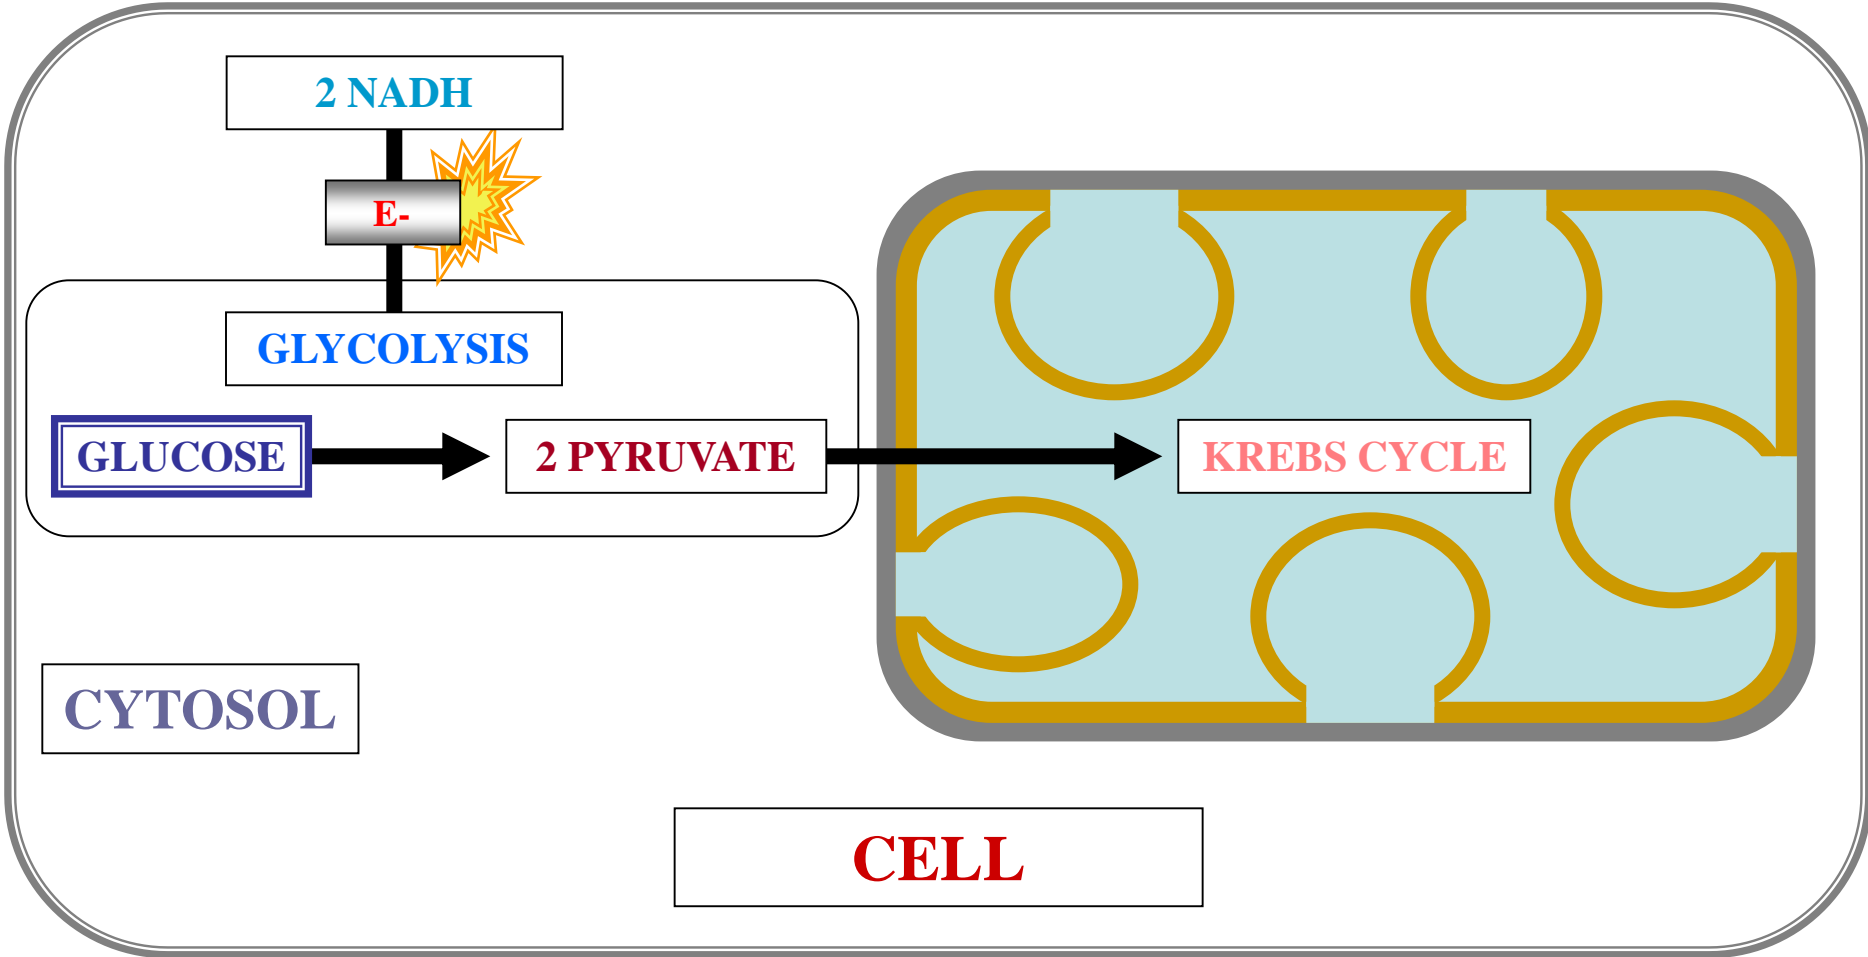 2 NADH
E-
GLYCOLYSIS
GLUCOSE
2 PYRUVATE
KREBS CYCLE
CYTOSOL
CELL